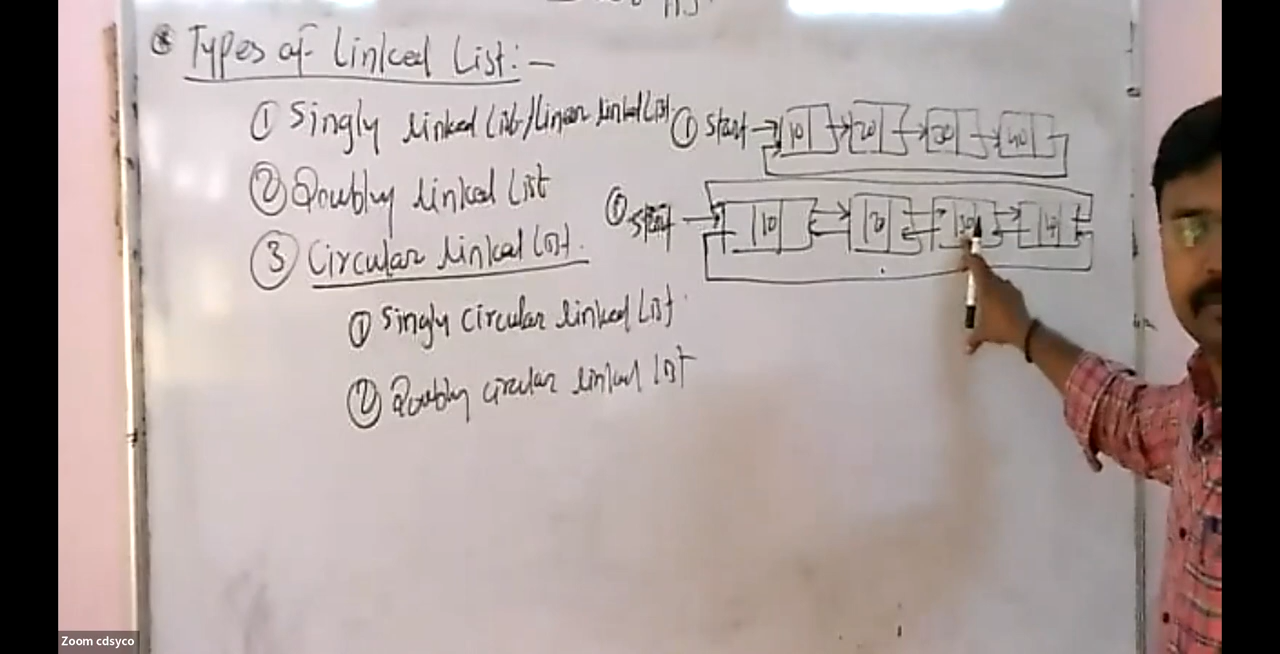 Types of Linked List:-
① Singly linked list/Linear linked list
② Doubly linked list
③ Circular linked list.
① Singly circular linked list
② Doubly circular linked list
① Start → 10 20 30 40
① Start → 10 20 30 40
Zoom cdsyco